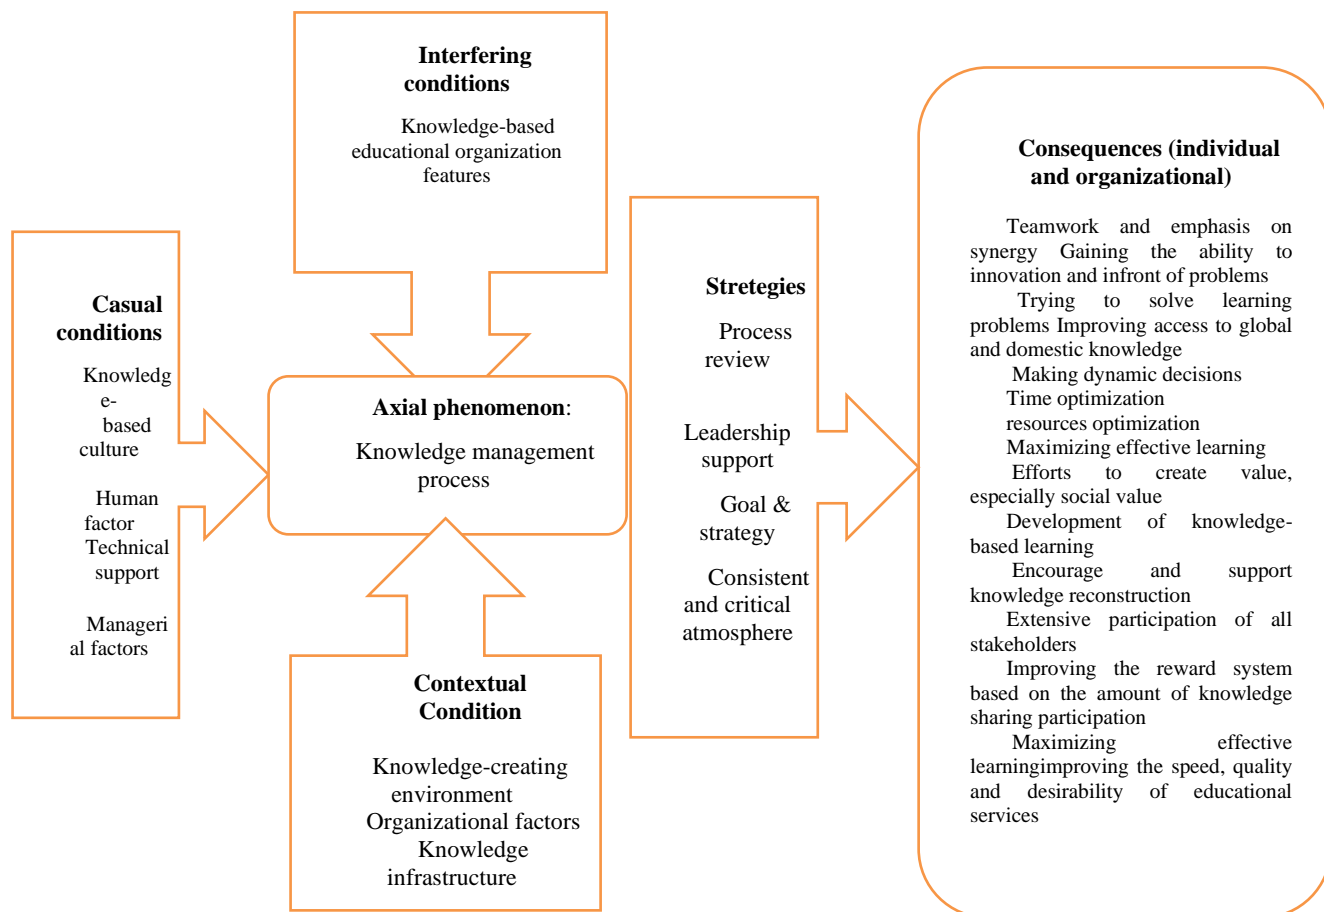 Interfering
conditions
Knowledge-based
educational organization
features
Casual
conditions
Knowledg
e-
based
culture
Human
factor
Technical
support
Manageri
al factors
Axial phenomenon:
Knowledge management
process
Contextual
Condition
Knowledge-creating
environment
Organizational factors
Knowledge
infrastructure
Stretegies
Process
review
Leadership
support
Goal &
strategy
Consistent
and critical
atmosphere
Consequences (individual
and organizational)
Teamwork and emphasis on
synergy Gaining the ability to
innovation and infront of problems
Trying to solve learning
problems Improving access to global
and domestic knowledge
Making dynamic decisions
Time optimization
resources optimization
Maximizing effective learning
Efforts to create value,
especially social value
Development of knowledge-
based learning
Encourage and support
knowledge reconstruction
Extensive participation of all
stakeholders
Improving the reward system
based on the amount of knowledge
sharing participation
Maximizing effective
learningimproving the speed, quality
and desirability of educational
services